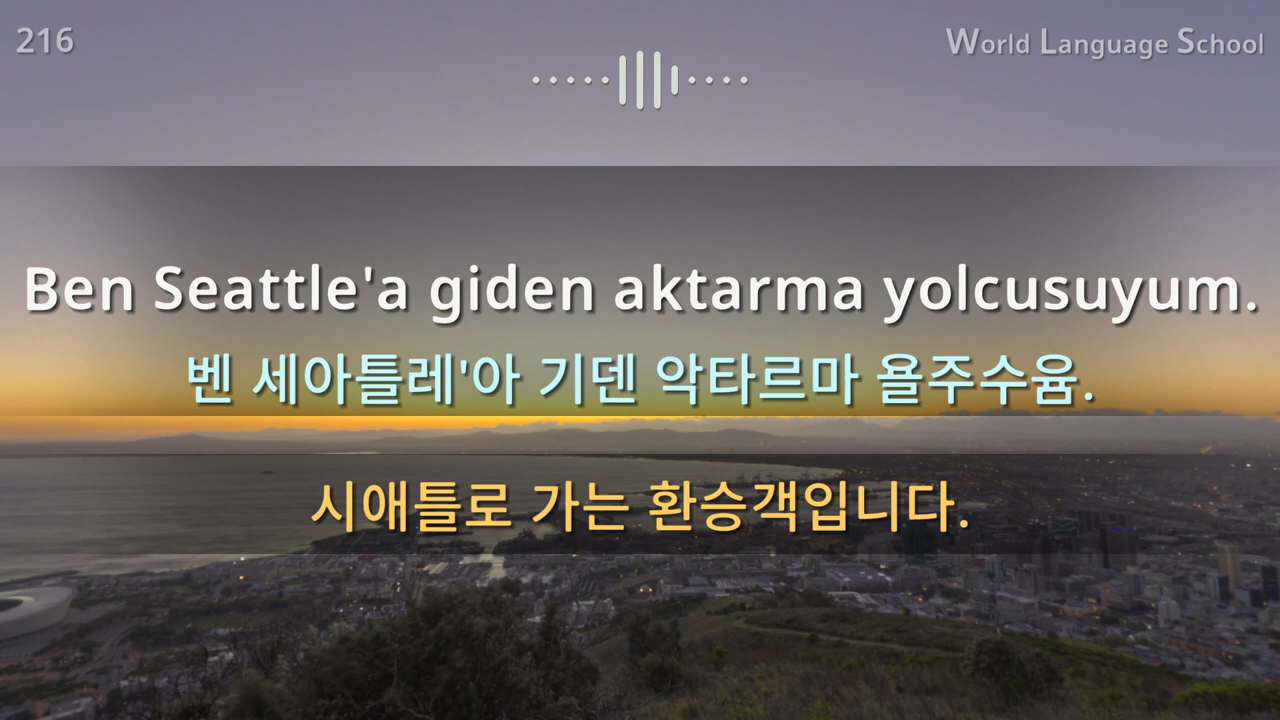 216
World Language School
Ben Seattle'a giden aktarma yolcusuyum.
벤 세아틀레'아 기덴 악타르마 욜주수윰.
시애틀로 가는 환승객입니다.